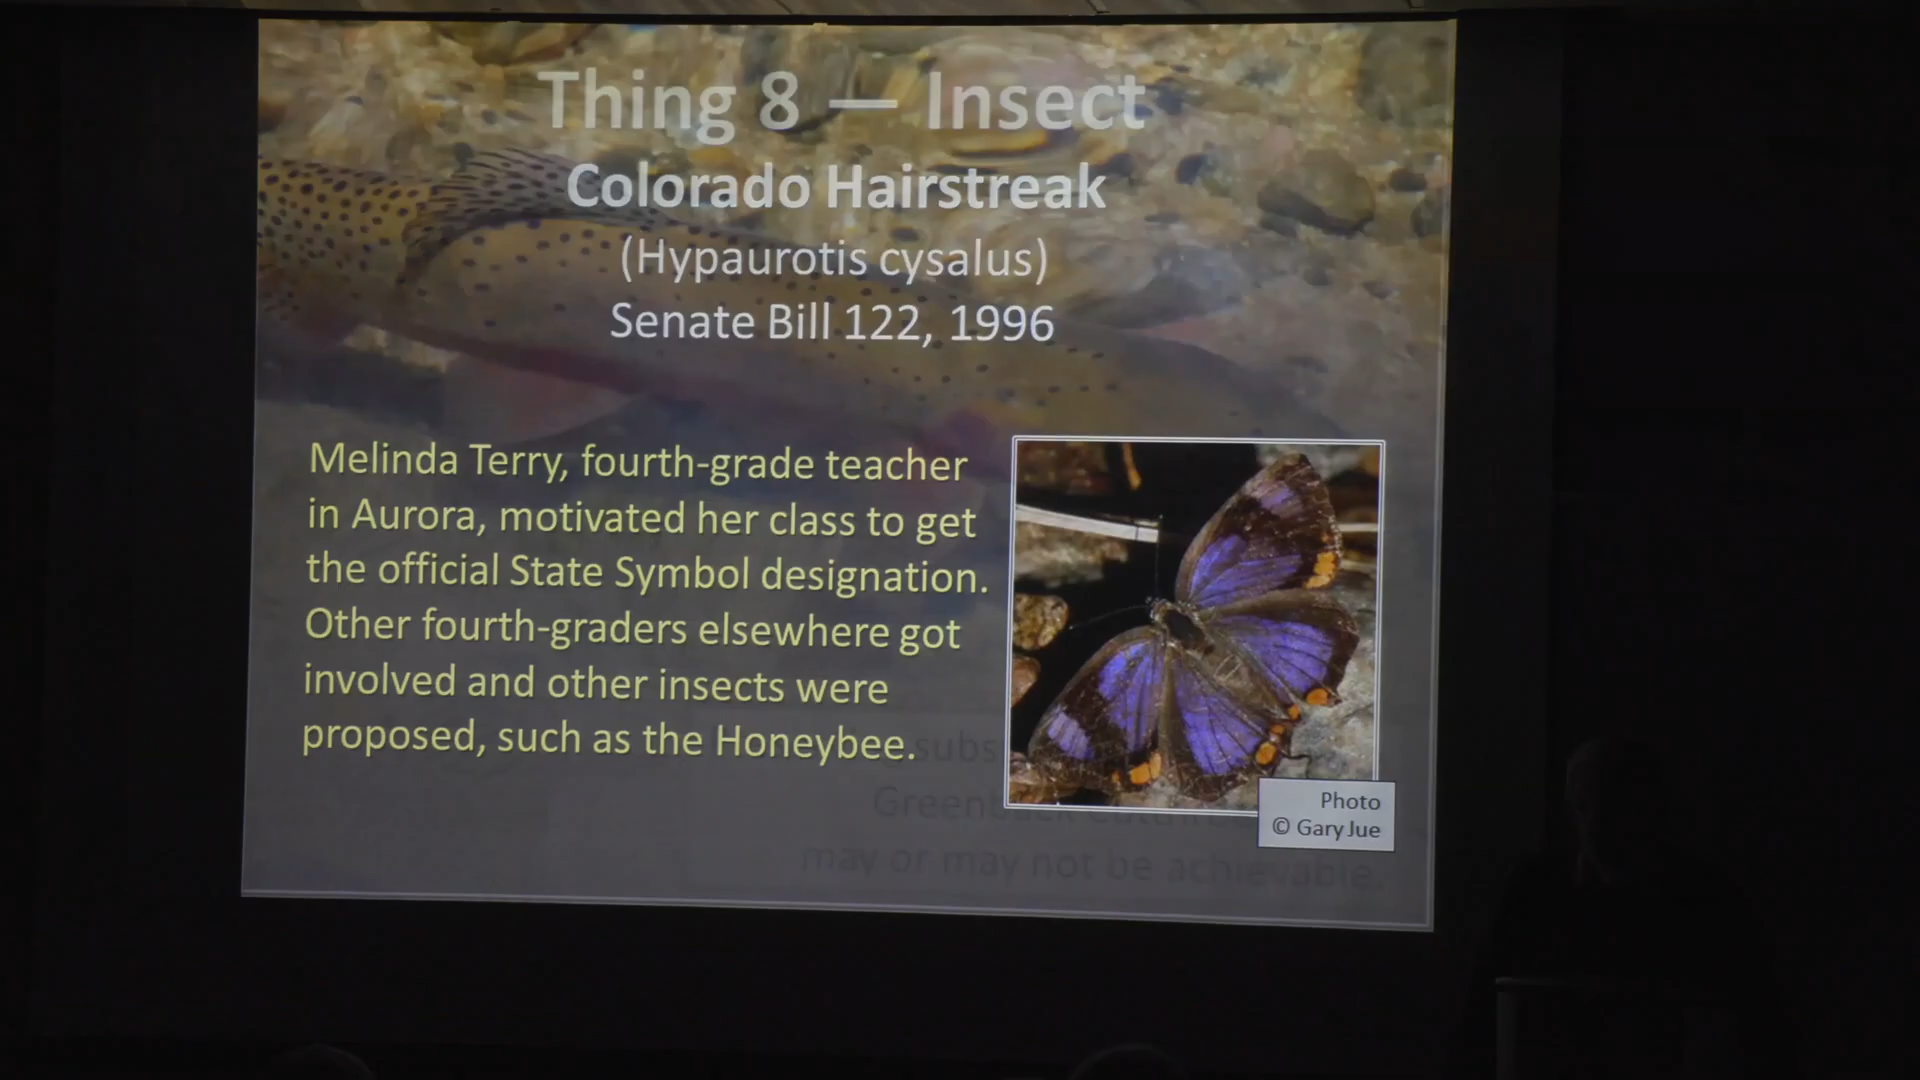 Thing 8 — Insect
Colorado Hairstreak
(Hypaurotis cysalus)
Senate Bill 122, 1996
Melinda Terry, fourth-grade teacher
in Aurora, motivated her class to get
the official State Symbol designation.
Other fourth-graders elsewhere got
involved and other insects were
proposed, such as the Honeybee.
Greenback
may or may not be achievable.
Photo
© Gary Jue